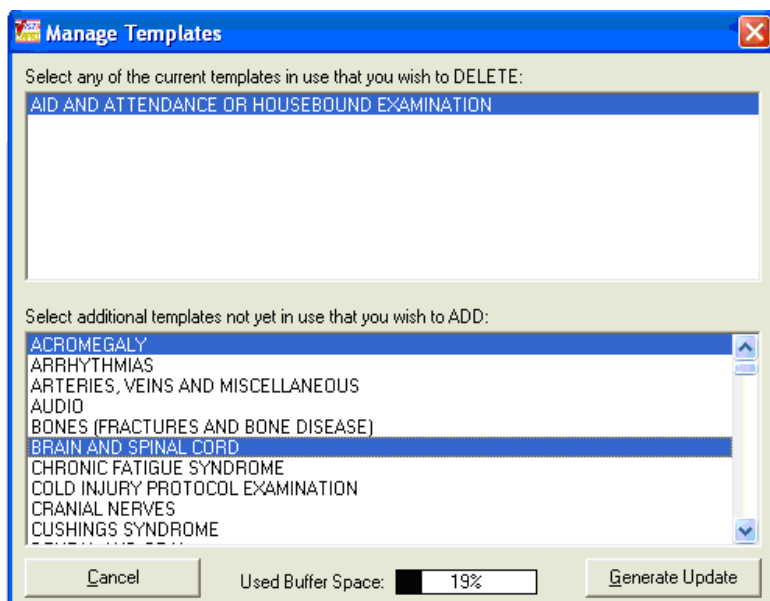 Manage Templates
Select any of the current templates in use that you wish to DELETE:
AID AND ATTENDANCE OR HOUSEBOUND EXAMINATION
Select additional templates not yet in use that you wish to ADD:
ACROMEGALY
ARRHYTHMIAS
ARTERIES, VEINS AND MISCELLANEOUS
AUDIO
BONES (FRACTURES AND BONE DISEASE)
BRAIN AND SPINAL CORD
CHRONIC FATIGUE SYNDROME
COLD INJURY PROTOCOL EXAMINATION
CRANIAL NERVES
CUSHINGS SYNDROME
Cancel Used Buffer Space: 19% Generate Update